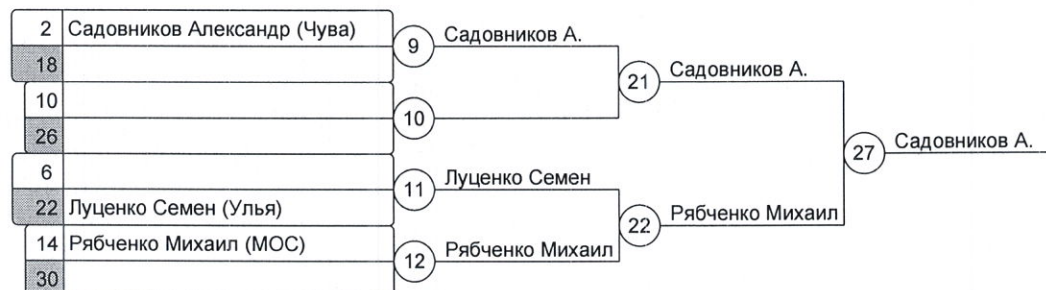 2 Садовников Александр (Чува)
18
9 Садовников А.
21 Садовников А.
10
26
10
27 Садовников А.
6
22 Луценко Семен (Улья)
11 Луценко Семен
22 Рябченко Михаил
14 Рябченко Михаил (МОС)
30
12 Рябченко Михаил